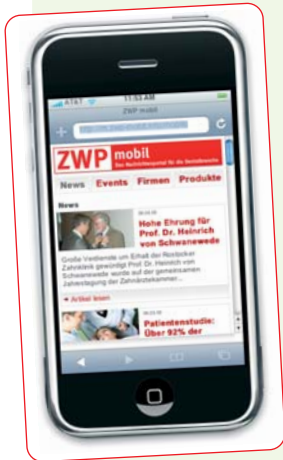 AT&T 11:53 AM
ZWP mobil
ZWP mobil
Das Nachrichtenportal für die Dentalbranche
News Events Firmen Produkte
News
Hohe Ehrung für
Prof. Dr. Heinrich
von Schwanewede
Große Verdienste um Erhalt der Rostocker
Zahnklinik gewürdigt Prof. Dr. Heinrich von
Schwanewede wurde auf der gemeinsamen
Jahrestagung der Zahnärztekammer...
Artikel lesen
Patientenstudie:
Über 92% der